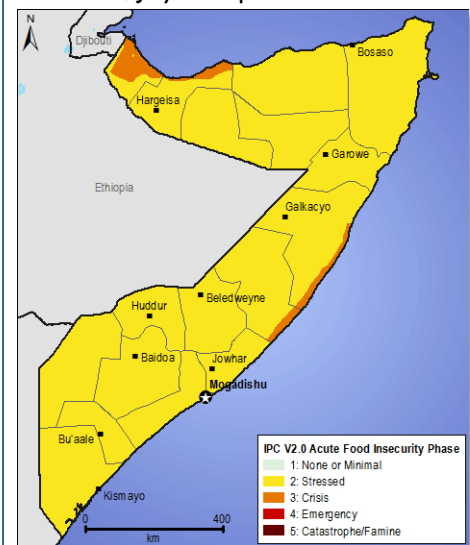 N
Djibouti
Bosaso
Hargeisa
Garowe
Ethiopia
Galkacyo
Beledweyne
Huddur
Baidoa
Jowhar
Mogadishu
Bu'aale
Kismayo
0 400
km
IPC V2.0 Acute Food Insecurity Phase
1: None or Minimal
2: Stressed
3: Crisis
4: Emergency
5: Catastrophe/Famine